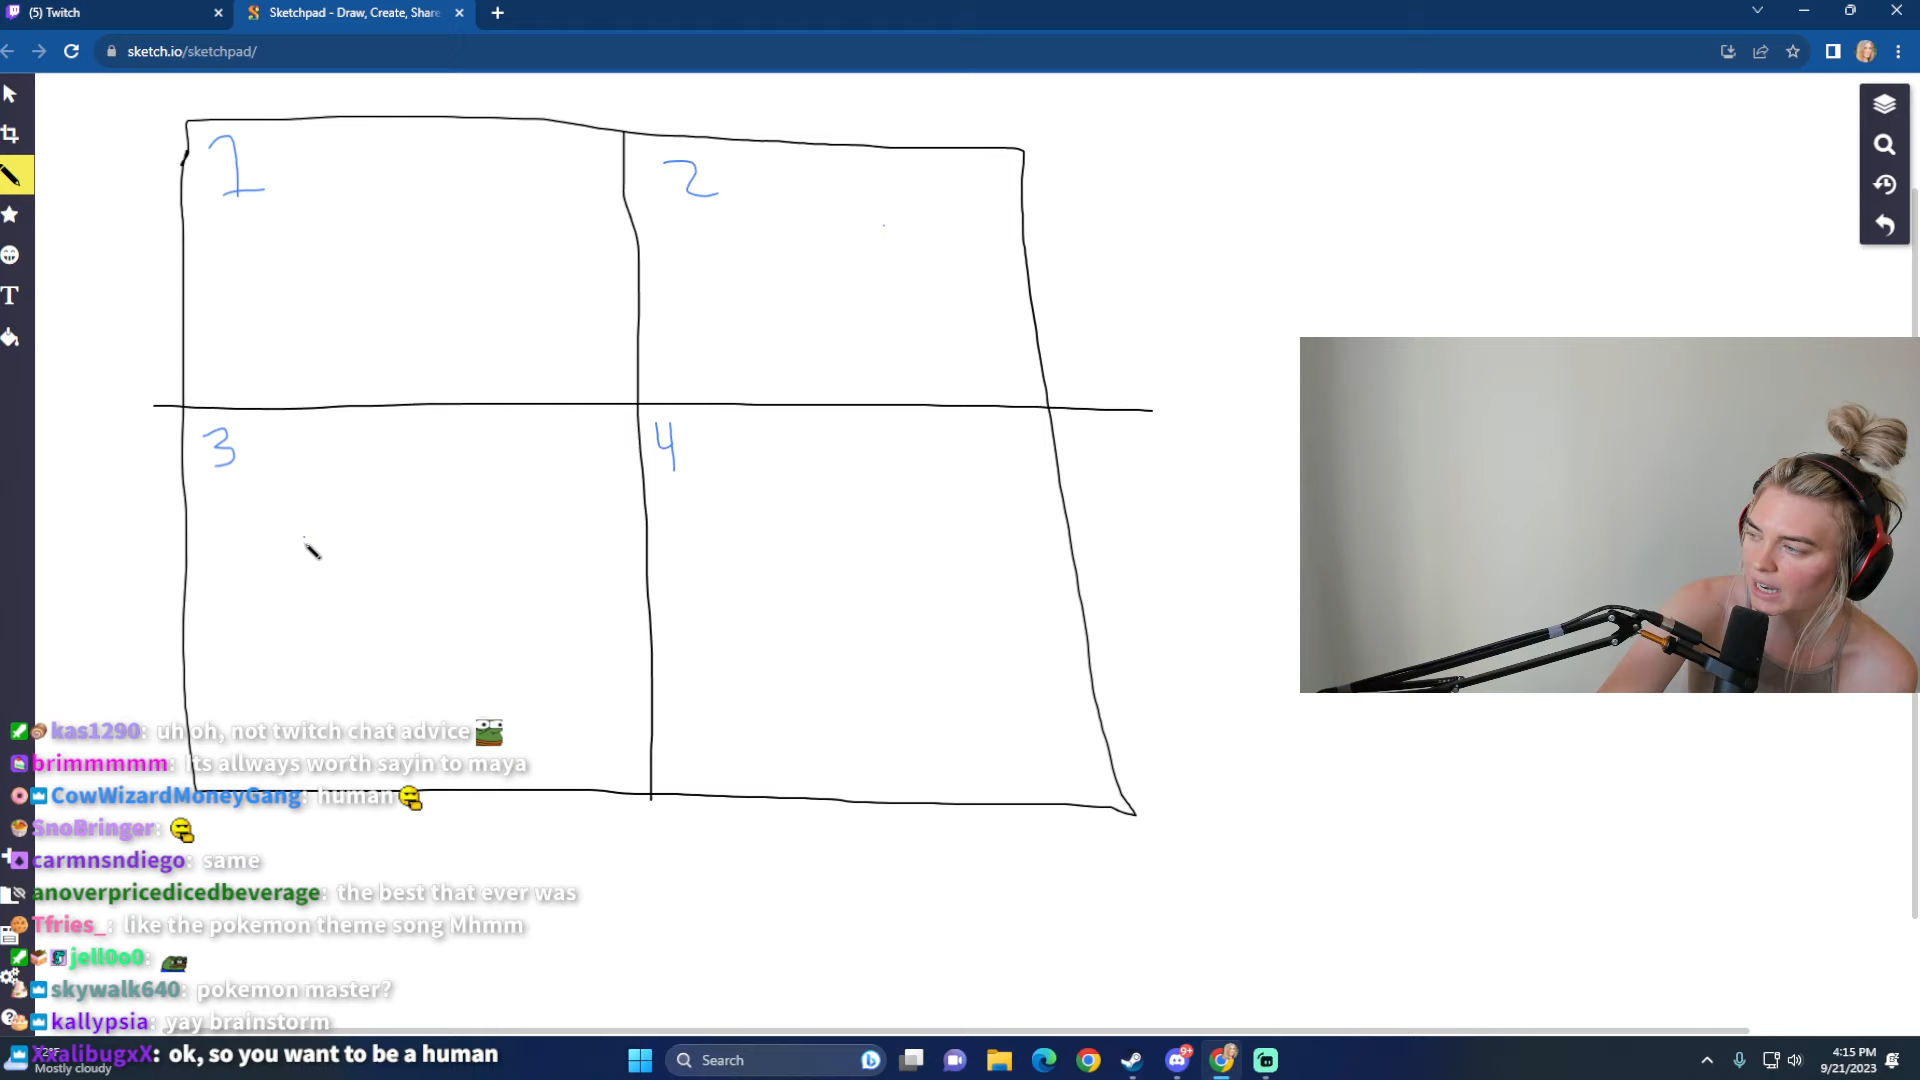 (5) Twitch
Sketchpad - Draw, Create, Share
sketch.io/sketchpad/
1
2
3
4
T
kas1290: uh oh, not twitch chat advice
brimmmmm: Its allways worth sayin to maya
CowWizardMoneyGang: human
SnoBringer:
carmnsndiego: same
anoverpricedicedbeverage: the best that ever was
Tfries_: like the pokemon theme song Mhmm
jell0o0:
skywalk640: pokemon master?
kallypsia: yay brainstorm
XxalibugxX: ok, so you want to be a human
Mostly cloudy
Search
9+
4:15 PM
9/21/2023